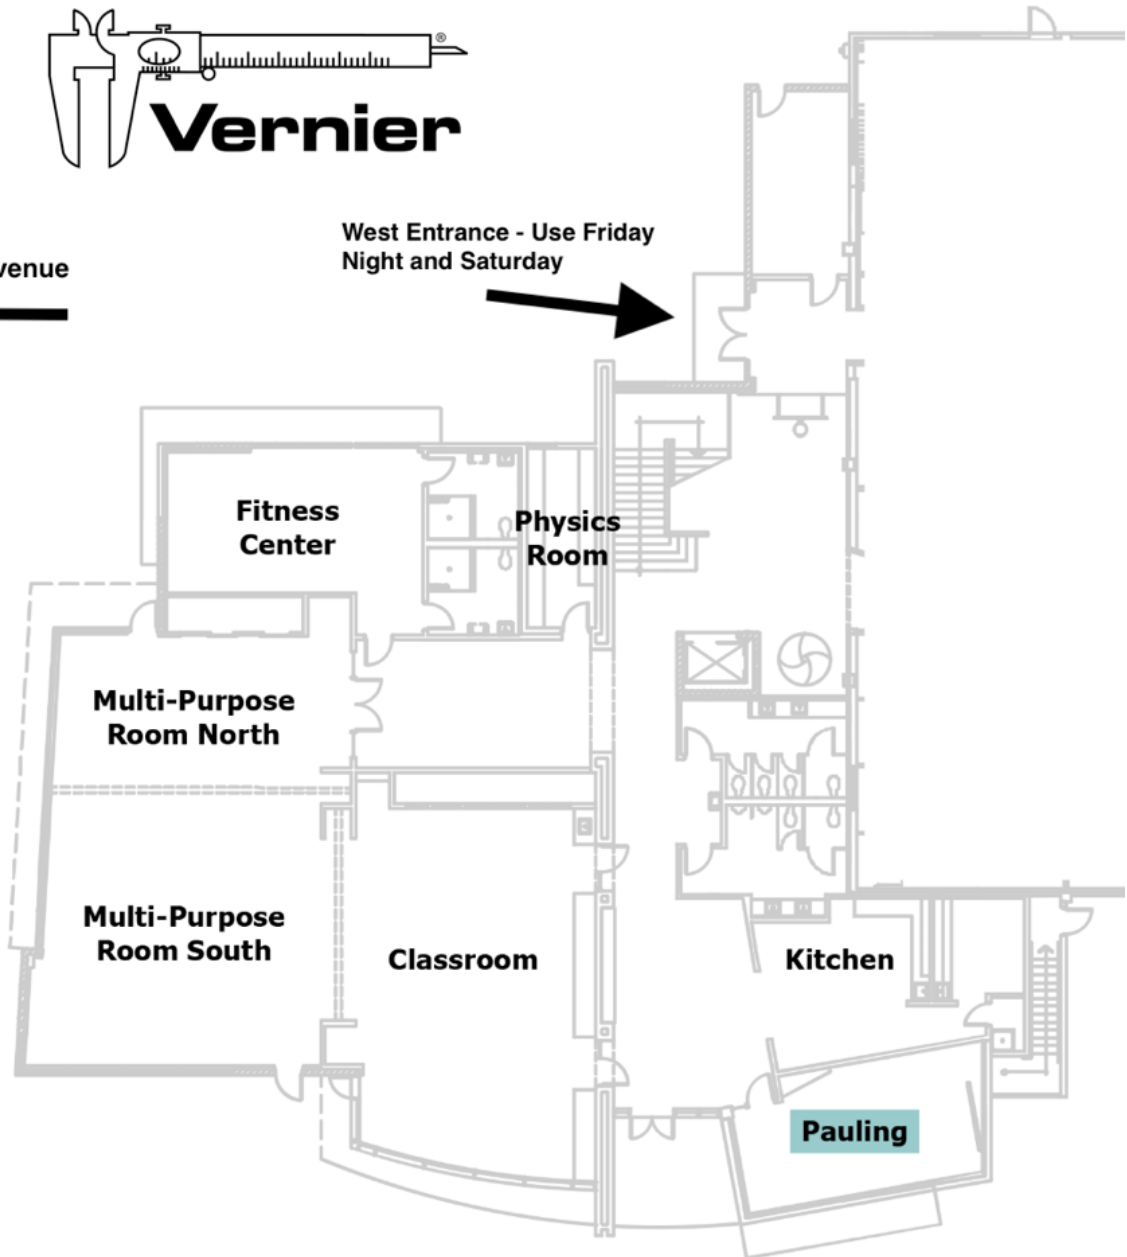 ®
Vernier
West Entrance - Use Friday
Night and Saturday
venue
Fitness
Center
Physics
Room
Multi-Purpose
Room North
Multi-Purpose
Room South
Classroom
Kitchen
Pauling